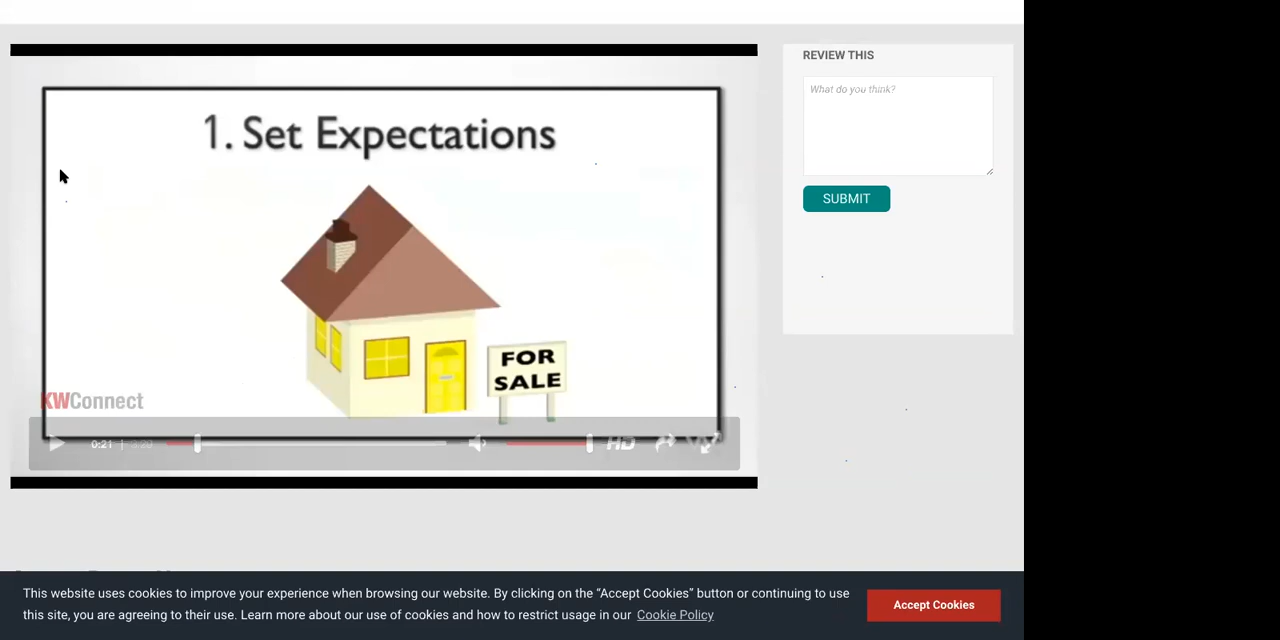 REVIEW THIS
What do you think?
SUBMIT
1. Set Expectations
FOR
SALE
KWConnect
0:21 | 3:20
HD
This website uses cookies to improve your experience when browsing our website. By clicking on the “Accept Cookies” button or continuing to use
this site, you are agreeing to their use. Learn more about our use of cookies and how to restrict usage in our Cookie Policy
Accept Cookies